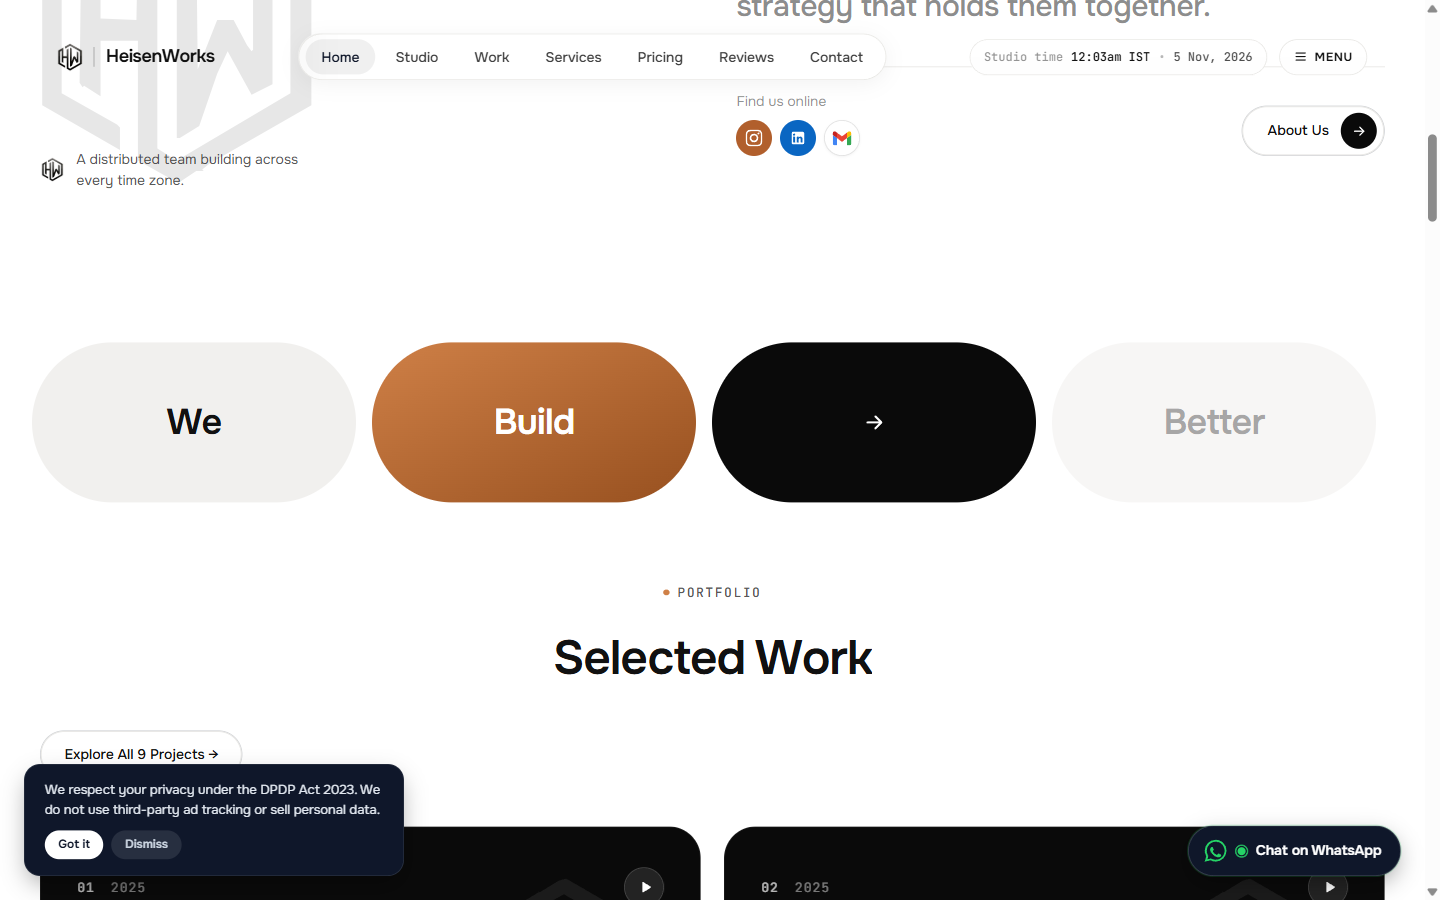 strategy that holds them together.
HW
HeisenWorks
Home
Studio
Work
Services
Pricing
Reviews
Contact
Studio time 12:03am IST • 5 Nov, 2026
MENU
Find us online
in
About Us
HW
A distributed team building across
every time zone.
We
Build
Better
PORTFOLIO
Selected Work
Explore All 9 Projects →
We respect your privacy under the DPDP Act 2023. We
do not use third-party ad tracking or sell personal data.
Got it
Dismiss
01 2025
02 2025
Chat on WhatsApp